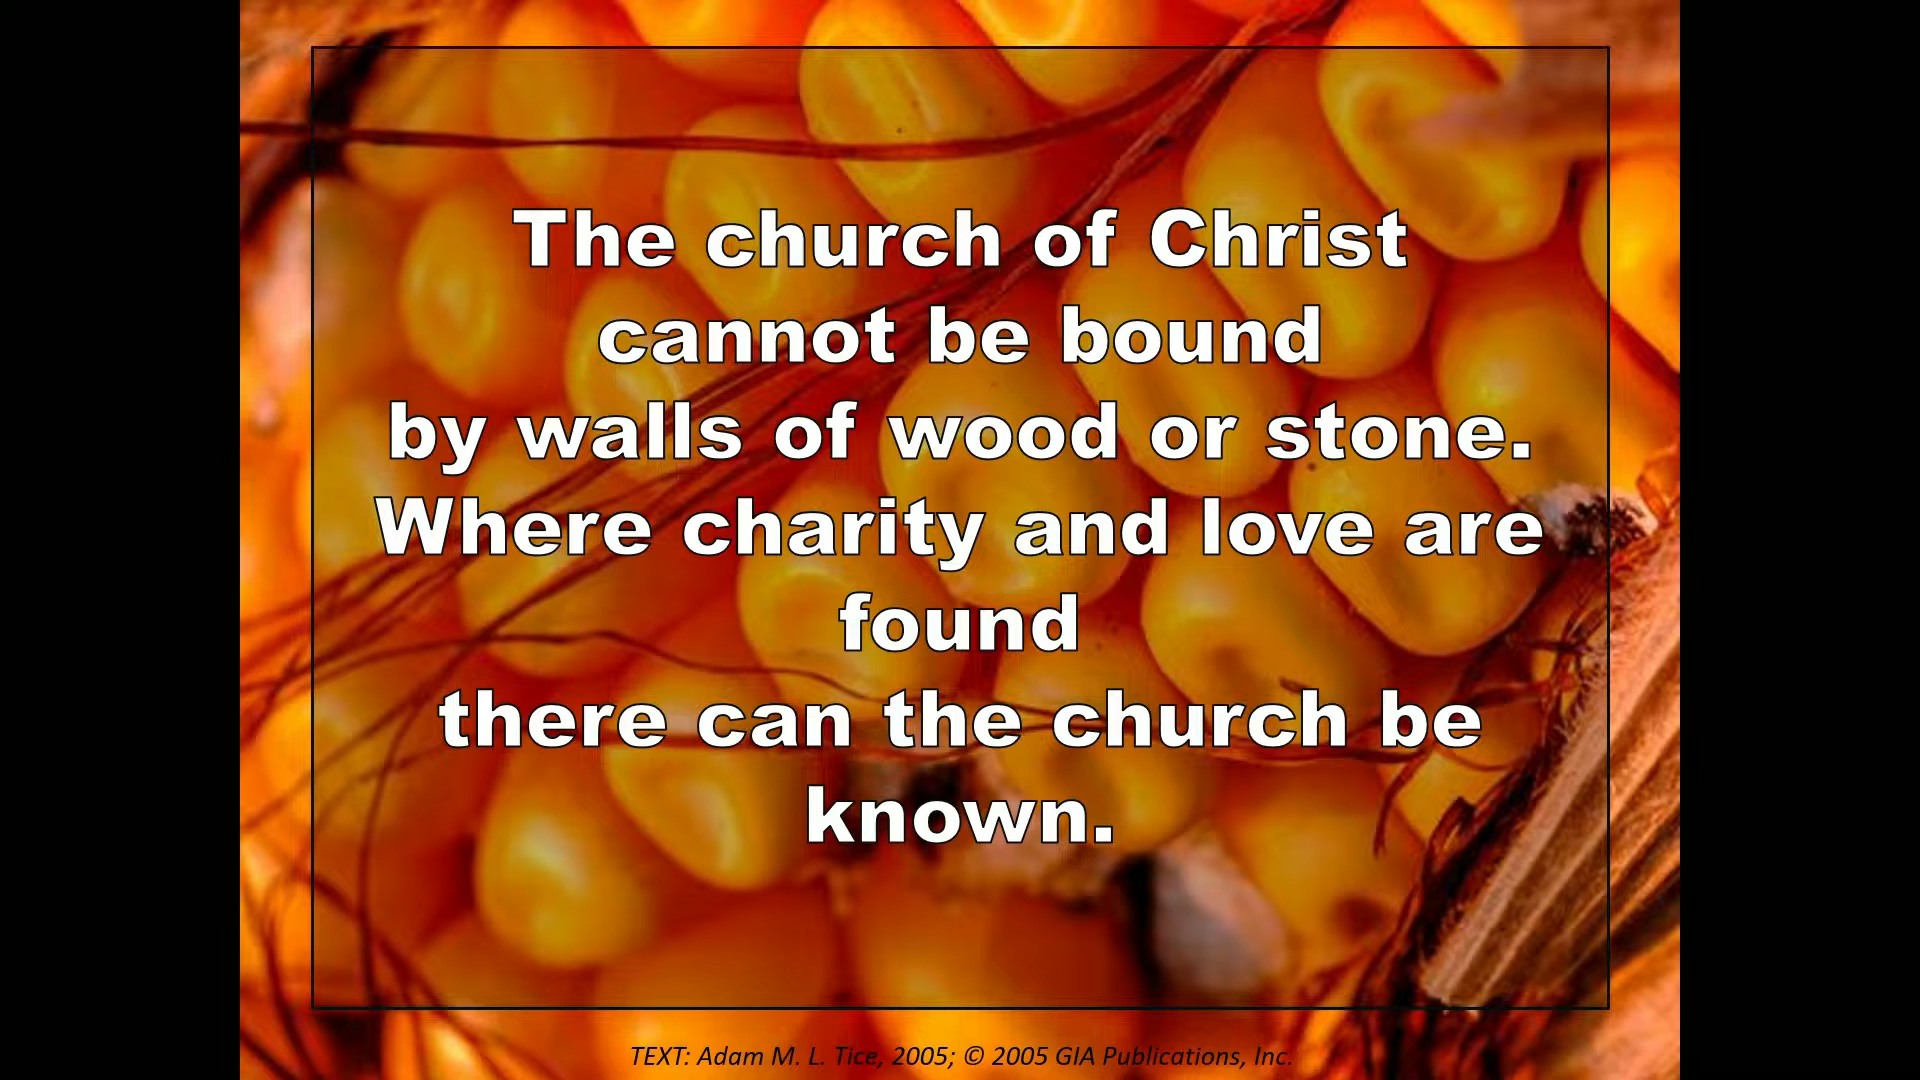 The church of Christ
cannot be bound
by walls of wood or stone.
Where charity and love are
found
there can the church be
known.
TEXT: Adam M. L. Tice, 2005; © 2005 GIA Publications, Inc.